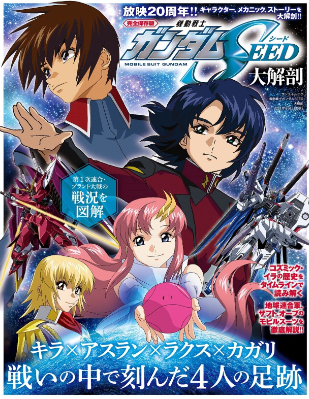 放映20周年!! キャラクター、メカニック、ストーリーを大解剖!!
完全保存版
機動戦士
ガンダムSEED
シード
MOBILE SUIT GUNDAM
大解剖
第1次連合・
プラント大戦の
戦況を
図解
コズミック・
イラの歴史を
タイムラインで
読み解く
地球連合軍、
ザフト、オーブの
モビルスーツを
徹底解説!!
キラ×アスラン×ラクス×カガリ
戦いの中で刻んだ4人の足跡